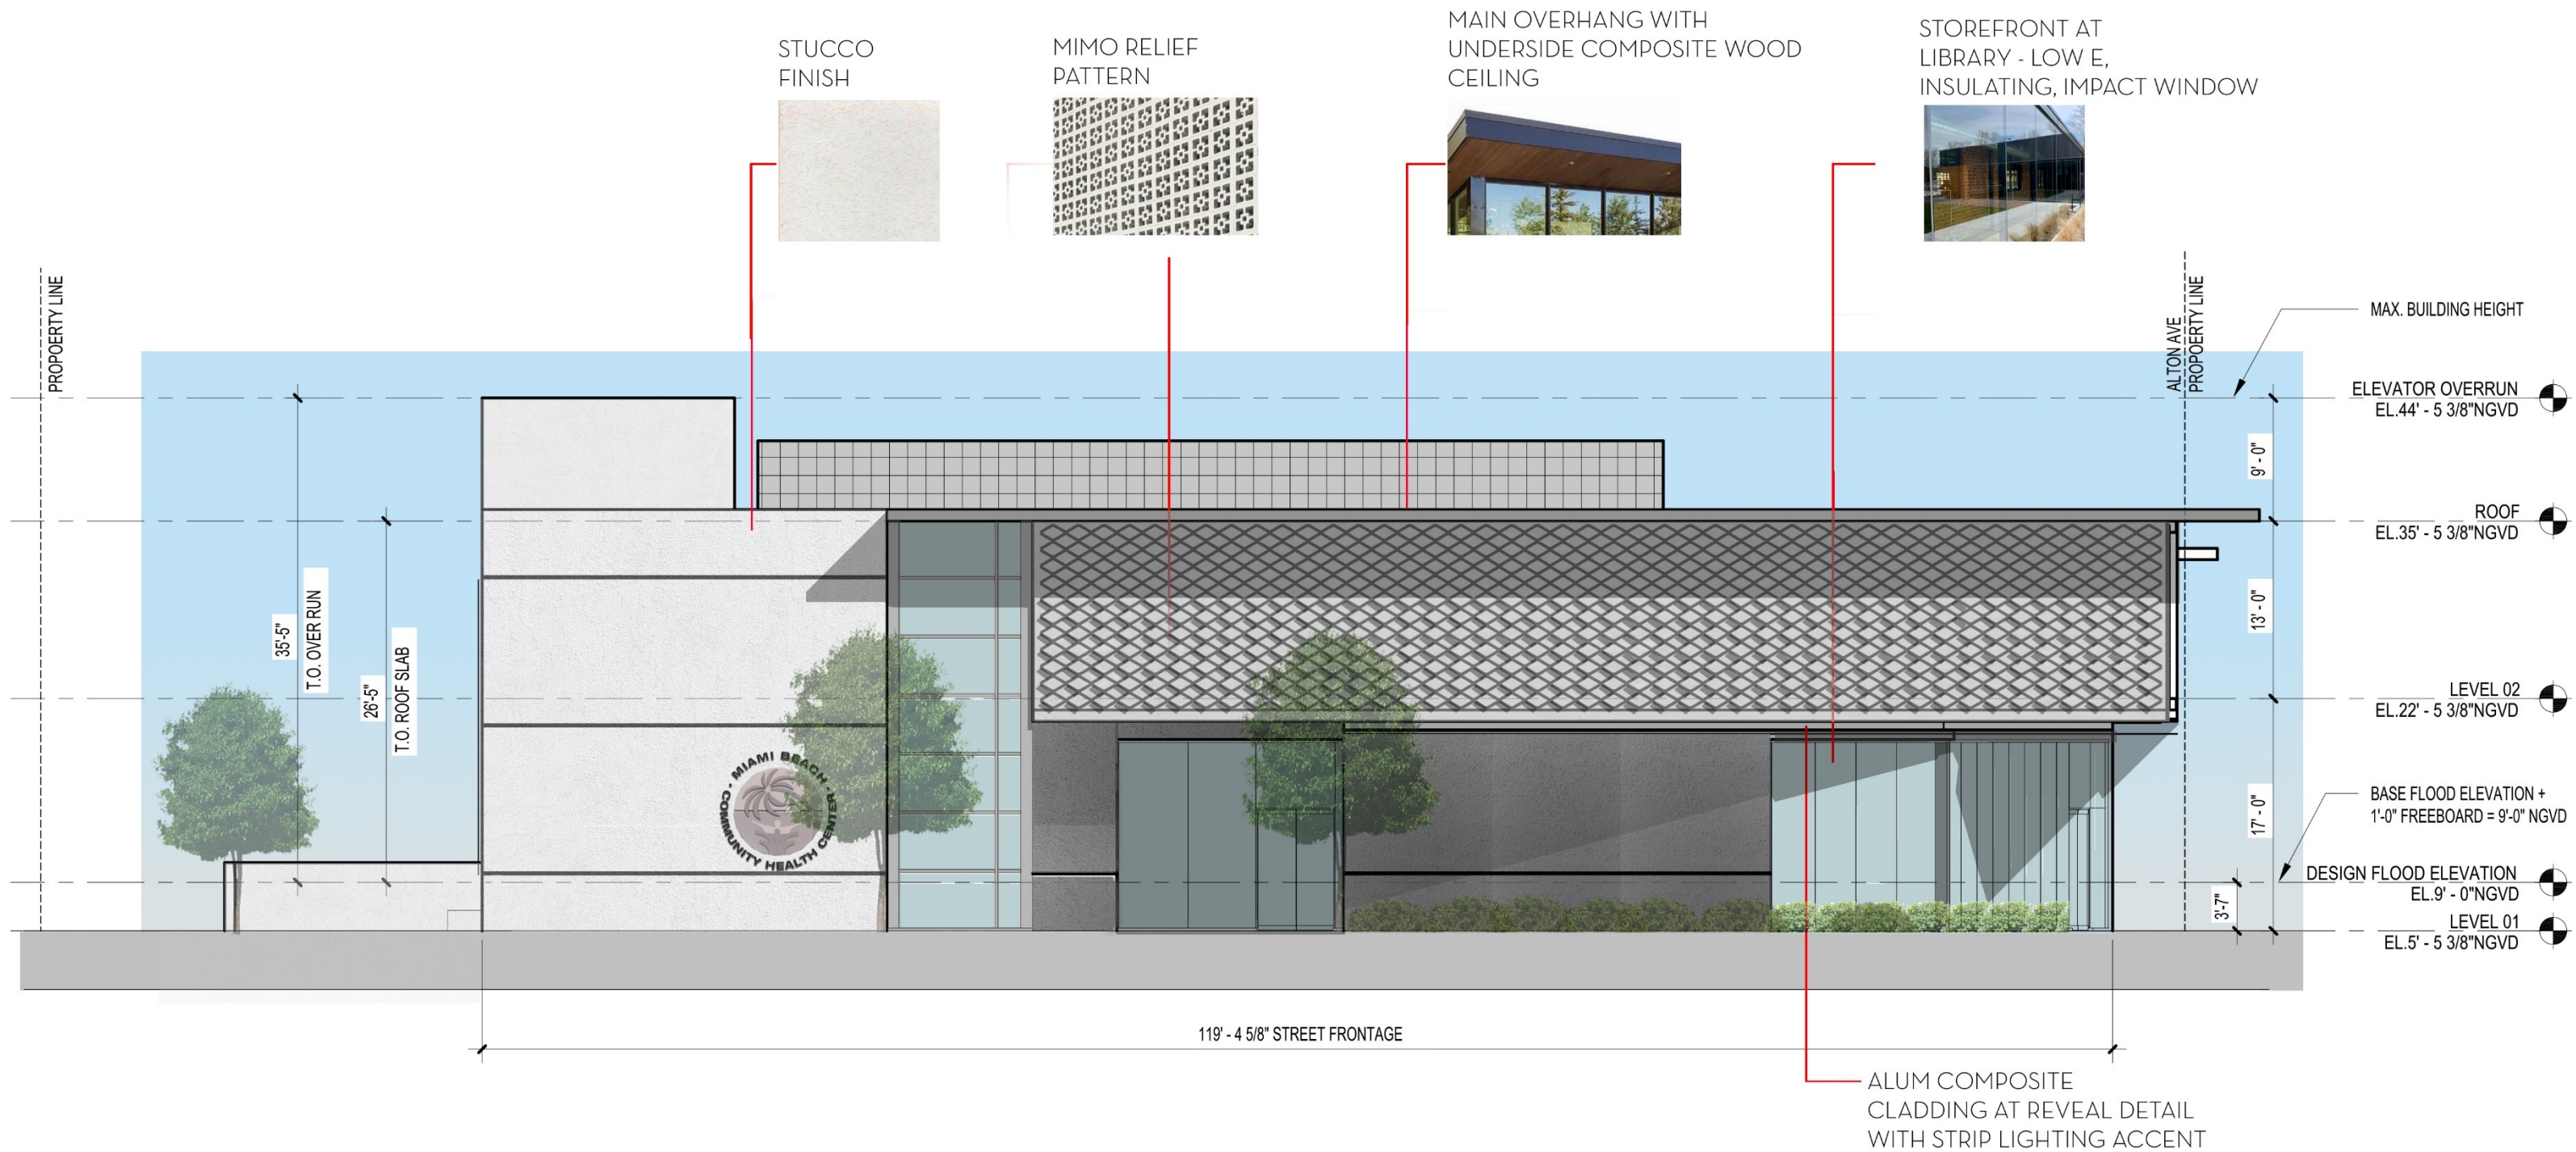 STUCCO
FINISH
MIMO RELIEF
PATTERN
MAIN OVERHANG WITH
UNDERSIDE COMPOSITE WOOD
CEILING
STOREFRONT AT
LIBRARY - LOW E,
INSULATING, IMPACT WINDOW
PROPOERTY LINE
ALTON AVE
PROPOERTY LINE
MAX. BUILDING HEIGHT
ELEVATOR OVERRUN
EL.44' - 5 3/8"NGVD
9' - 0"
ROOF
EL.35' - 5 3/8"NGVD
13' - 0"
35'-5"
T.O. OVER RUN
26'-5"
T.O. ROOF SLAB
LEVEL 02
EL.22' - 5 3/8"NGVD
MIAMI BEACH
COMMUNITY HEALTH CENTER
17' - 0"
BASE FLOOD ELEVATION +
1'-0" FREEBOARD = 9'-0" NGVD
DESIGN FLOOD ELEVATION
EL.9' - 0"NGVD
3'-7"
LEVEL 01
EL.5' - 5 3/8"NGVD
119' - 4 5/8" STREET FRONTAGE
ALUM COMPOSITE
CLADDING AT REVEAL DETAIL
WITH STRIP LIGHTING ACCENT